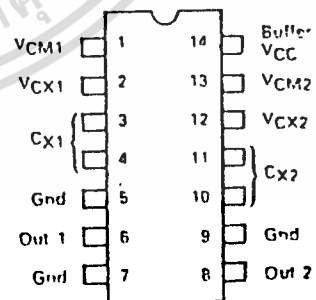 VCM1 1 14 Buffer VCC
VCX1 2 13 VCM2
CX1 3 12 VCX2
4 11 CX2
Gnd 5 10
Out 1 6 9 Gnd
Gnd 7 8 Out 2